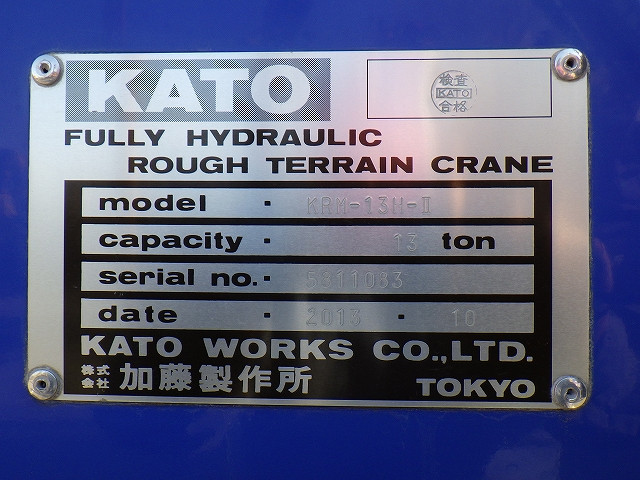 KATO
検査
KATO
合格
FULLY HYDRAULIC
ROUGH TERRAIN CRANE
model · KRM-13H-II
capacity · 13 ton
serial no. · 5811083
date · 2013 · 10
KATO WORKS CO.,LTD.
株式会社 加藤製作所 TOKYO